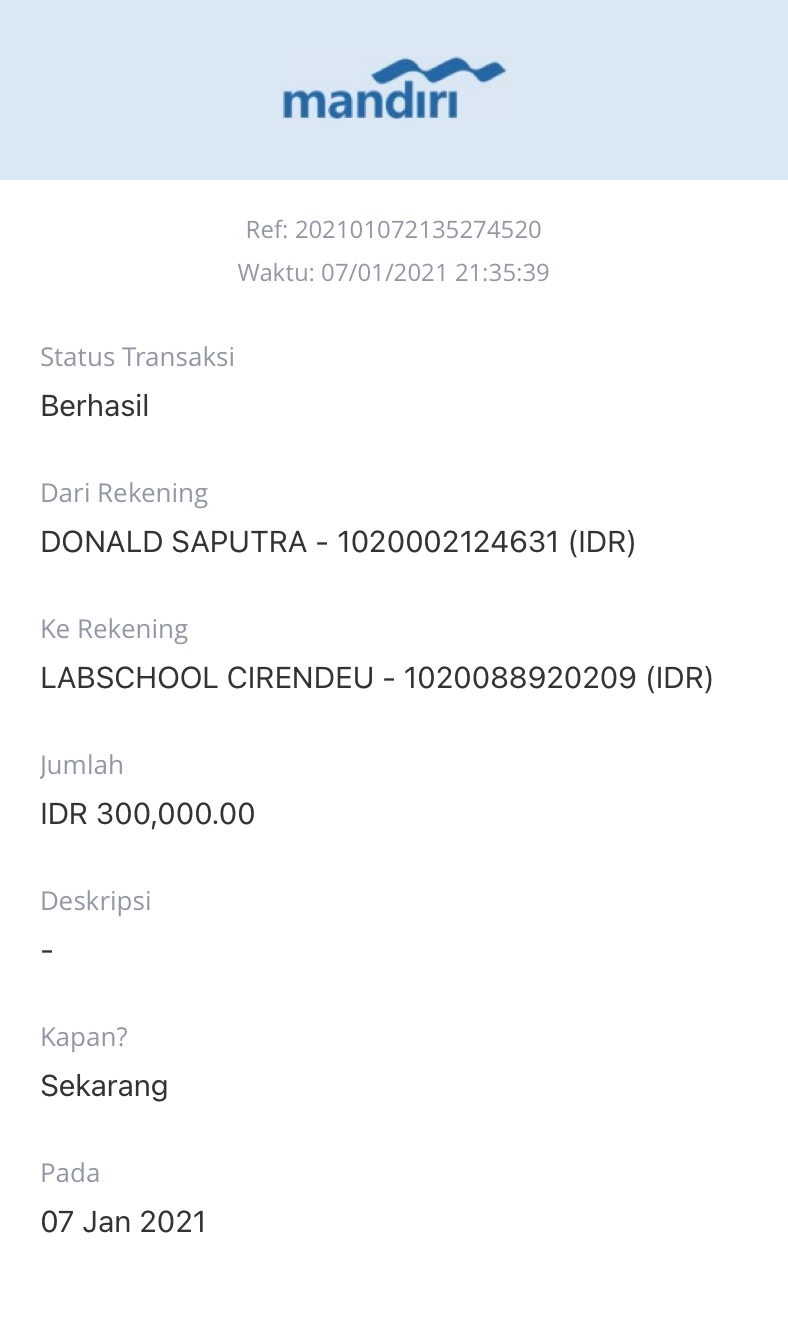 mandiri
Ref: 202101072135274520
Waktu: 07/01/2021 21:35:39
Status Transaksi
Berhasil
Dari Rekening
DONALD SAPUTRA - 1020002124631 (IDR)
Ke Rekening
LABSCHOOL CIRENDEU - 1020088920209 (IDR)
Jumlah
IDR 300,000.00
Deskripsi
-
Kapan?
Sekarang
Pada
07 Jan 2021